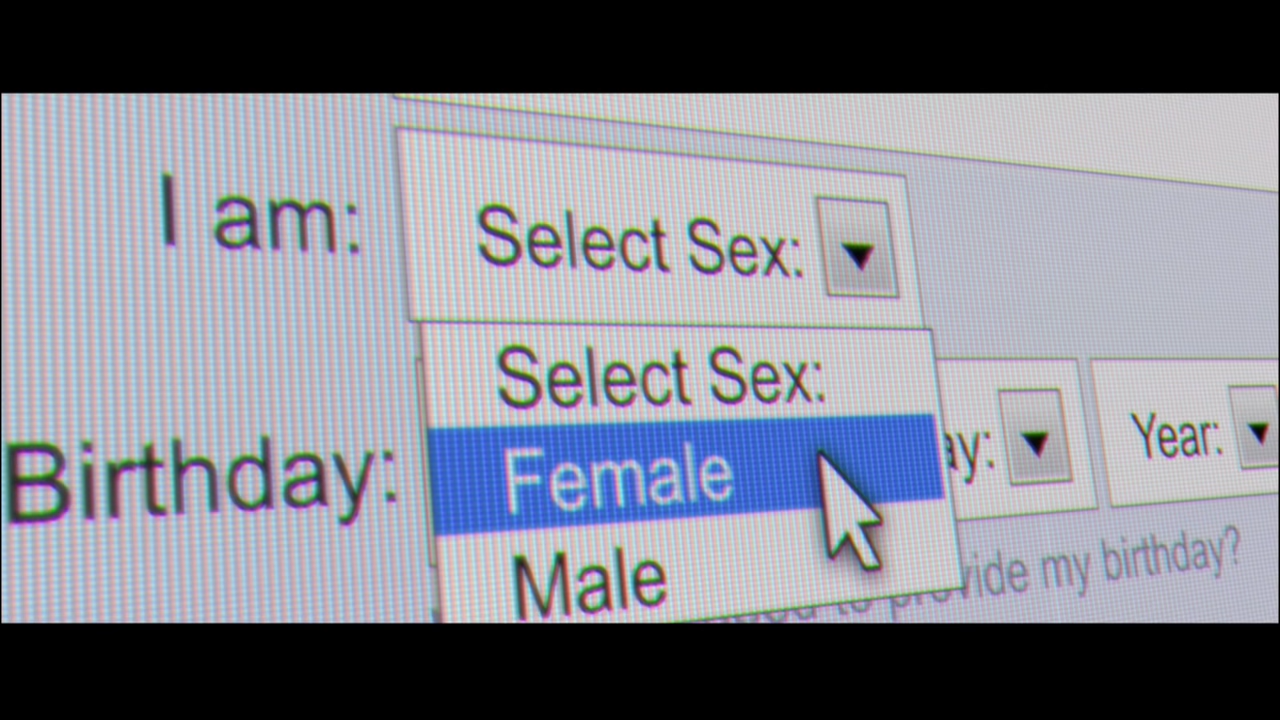 I am:
Select Sex:
Select Sex:
Female
Male
Birthday:
Year:
provide my birthday?